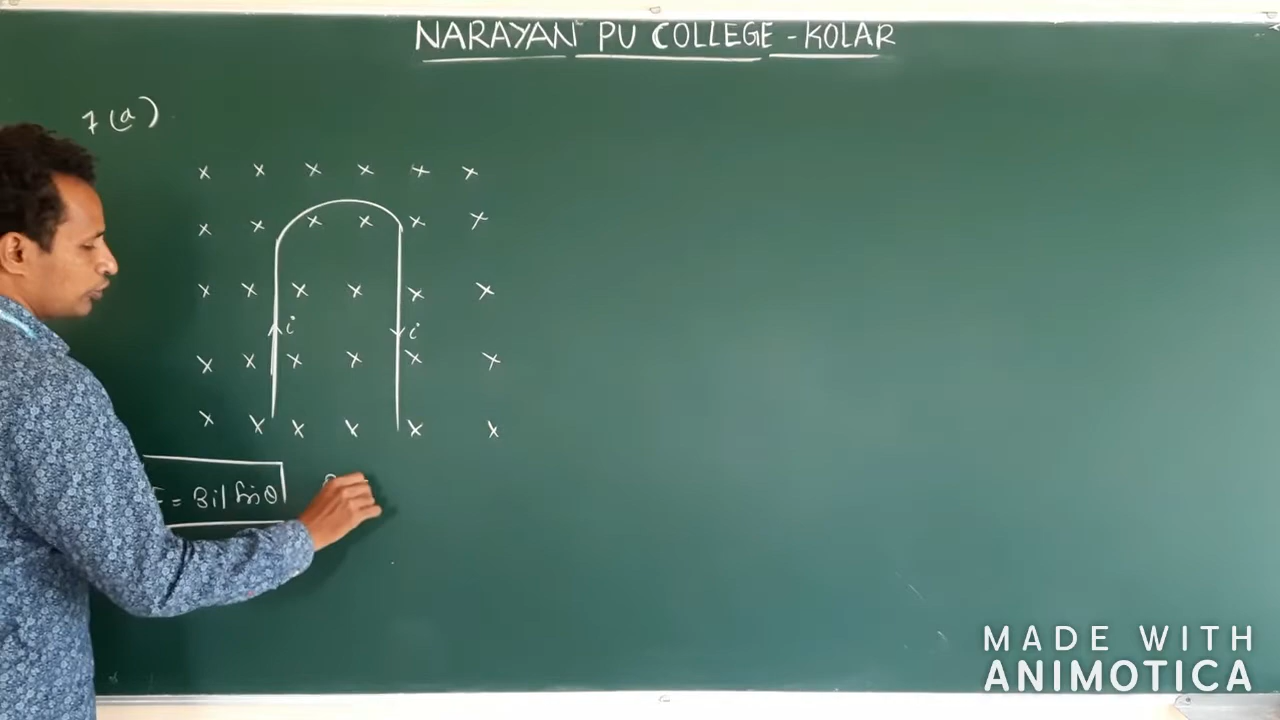 NARAYAN PU COLLEGE - KOLAR
7 (a)
x x x x x x
x x x x x x
x x x x x x
i i
x x x x x x
x x x x x x
F = Bil Sinθ
MADE WITH
ANIMOTICA